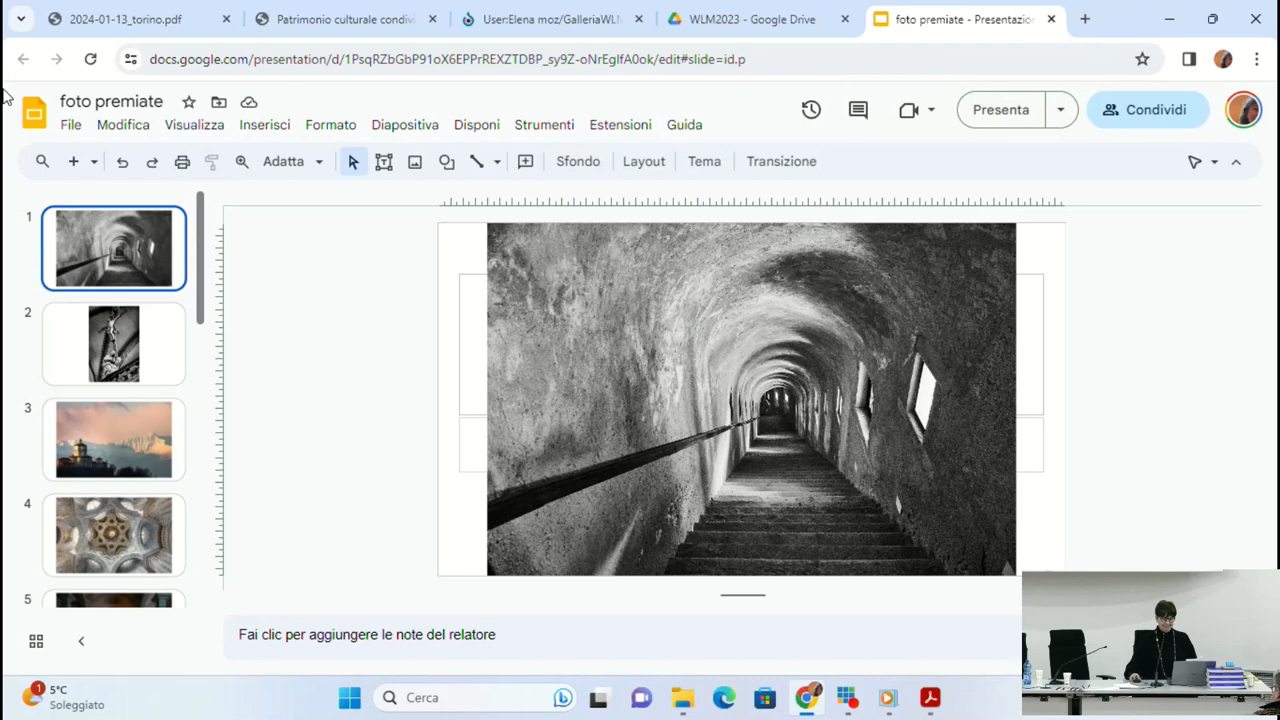 2024-01-13_torino.pdf
Patrimonio culturale condivi
User:Elena moz/GalleriaWLM
WLM2023 - Google Drive
foto premiate - Presentazio
docs.google.com/presentation/d/1PsqRZbGbP91oX6EPPrREXZTDBP_sy9Z-oNrEglfA0ok/edit#slide=id.p
foto premiate
File Modifica Visualizza Inserisci Formato Diapositiva Disponi Strumenti Estensioni Guida
Presenta
Condividi
Adatta
Sfondo Layout Tema Transizione
1
2
3
4
5
Fai clic per aggiungere le note del relatore
1
5°C
Soleggiato
Cerca